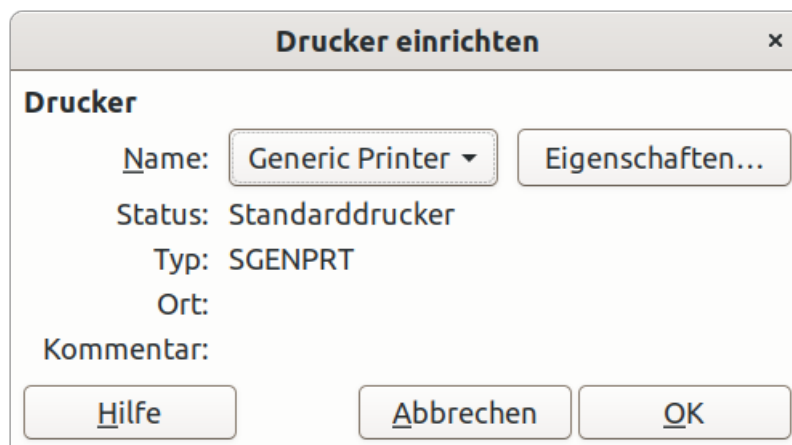 Drucker einrichten ×
Drucker
Name: Generic Printer Eigenschaften...
Status: Standarddrucker
Typ: SGENPRT
Ort:
Kommentar:
Hilfe Abbrechen OK